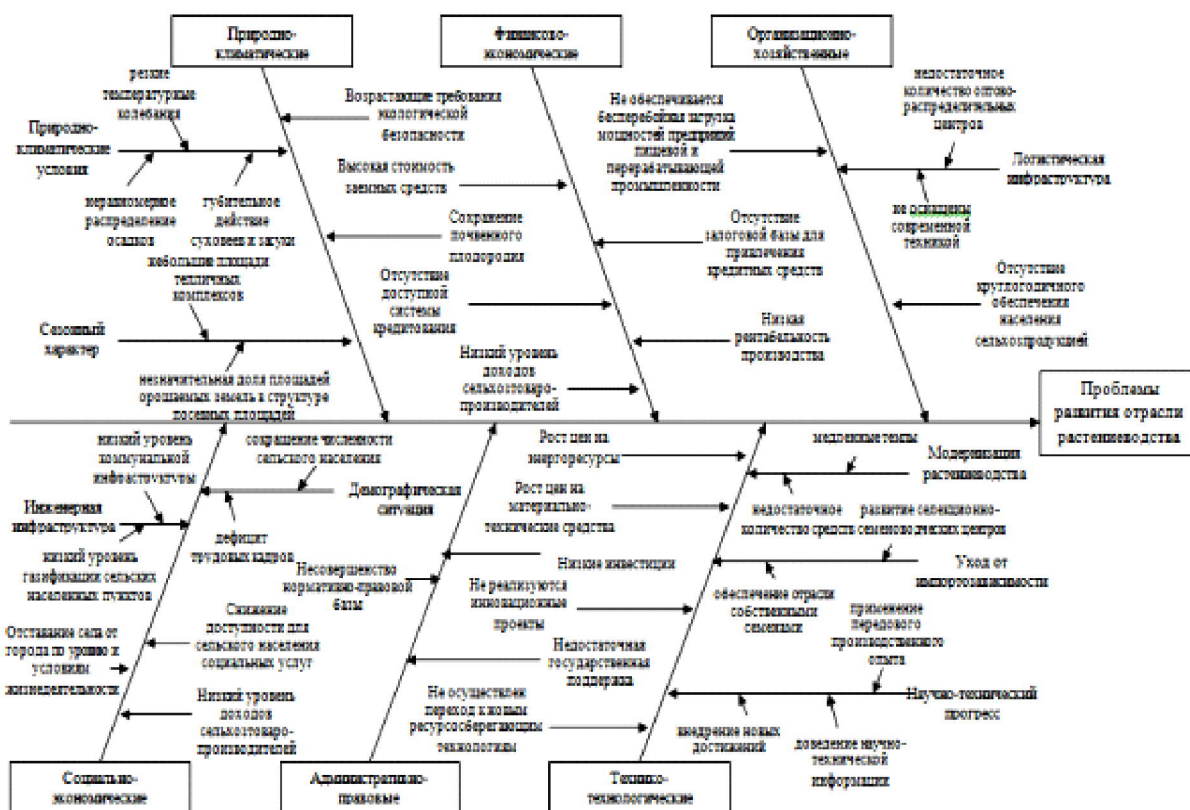 Природно-
климатические
Финансово-
экономические
Организационно-
хозяйственные
резкие
температурные
колебания
Природно-
климатические
условия
неравномерное
распределение
осадков
губительное
действие
суховеев и засухи
Возрастающие требования
экологической
безопасности
Сохранение
почвенного
плодородия
небольшие площади
тепличных
комплексов
Сезонный
характер
незначительная доля площадей
орошаемых земель в структуре
посевных площадей
Высокая стоимость
заемных средств
Отсутствие
залоговой базы для
привлечения
кредитных средств
Отсутствие
доступной
системы
кредитования
Низкая
рентабельность
производства
Низкий уровень
доходов
сельхозтоваро-
производителей
Не обеспечивается
бесперебойная загрузка
мощностей предприятий
пищевой и
перерабатывающей
промышленности
недостаточное
количество оптово-
распределительных
центров
Логистическая
инфраструктура
не оснащены
современной
техникой
Отсутствие
круглогодичного
обеспечения
населения
сельхозпродукцией
Проблемы
развития отрасли
растениеводства
низкий уровень
коммунальной
инфраструктуры
Инженерная
инфраструктура
низкий уровень
газификации сельских
населенных пунктов
сокращение численности
сельского населения
Демографическая
ситуация
дефицит
трудовых кадров
Снижение
доступности для
сельского населения
социальных услуг
Отставание села от
города по уровню и
условиям
жизнедеятельности
Низкий уровень
доходов
сельхозтоваро-
производителей
Низкие инвестиции
Несовершенство
нормативно-правовой
базы
Недостаточная
государственная
поддержка
Рост цен на
энергоресурсы
медленные темпы
Модернизация
растениеводства
недостаточное
количество средств
Рост цен на
материально-
технические средства
развитие селекционно-
семеноводческих центров
Уход от
импортозависимости
обеспечение отрасли
собственными
семенами
Не реализуются
инновационные
проекты
применение
передового
производственного
опыта
Научно-технический
прогресс
внедрение новых
достижений
доведение научно-
технической
информации
Не осуществлен
переход к новым
ресурсосберегающим
технологиям
Социально-
экономические
Административно-
правовые
Технико-
технологические